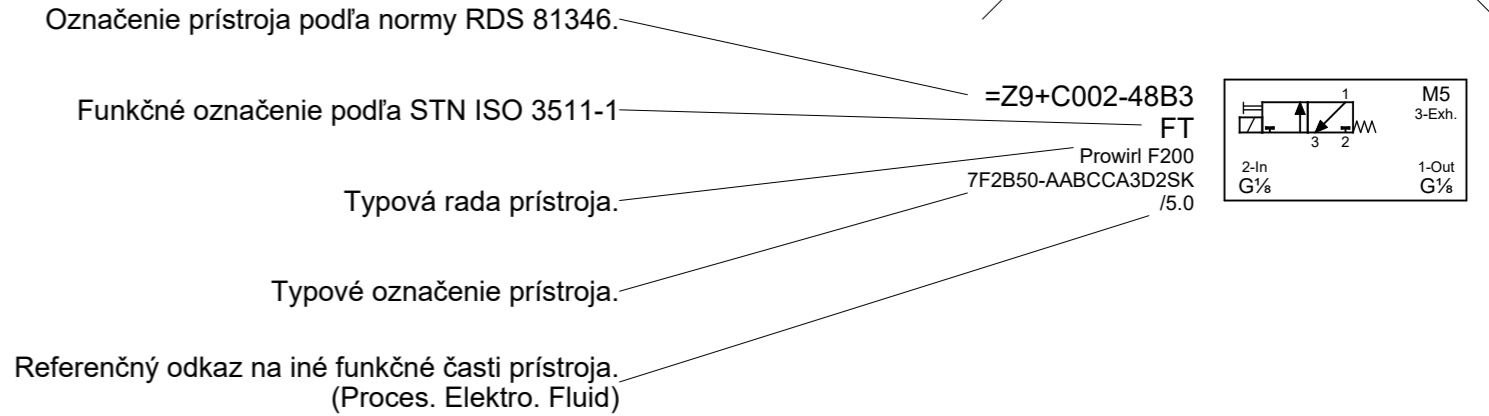 Označenie prístroja podľa normy RDS 81346.
Funkčné označenie podľa STN ISO 3511-1
Typová rada prístroja.
Typové označenie prístroja.
Referenčný odkaz na iné funkčné časti prístroja.
(Proces. Elektro. Fluid)
=Z9+C002-48B3
FT
Prowirl F200
7F2B50-AABCCA3D2SK
/5.0
1
3 2
M5
3-Exh.
2-In
G⅛
1-Out
G⅛